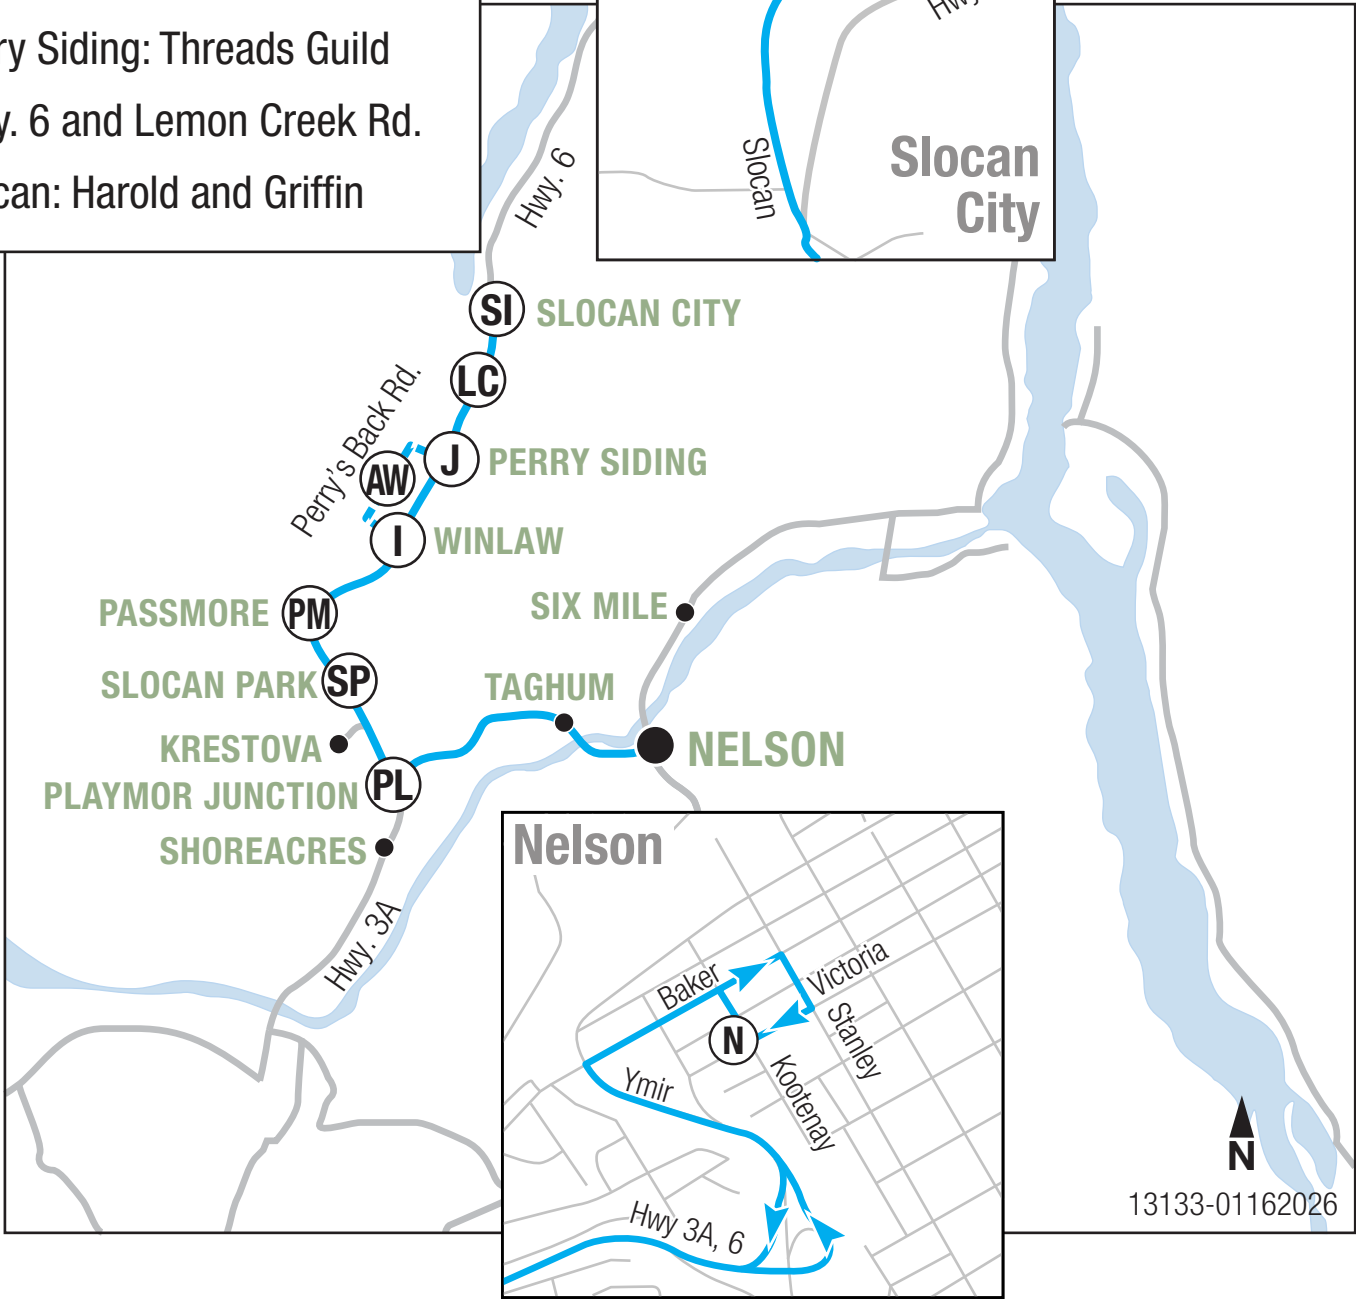 ry Siding: Threads Guild
y. 6 and Lemon Creek Rd.
can: Harold and Griffin
Hwy.
Slocan
Slocan
City
Hwy. 6
SI
SLOCAN CITY
LC
Perry's Back Rd.
J
PERRY SIDING
AW
I
WINLAW
PASSMORE
PM
SIX MILE
SLOCAN PARK
SP
TAGHUM
KRESTOVA
NELSON
PLAYMOR JUNCTION
PL
SHOREACRES
Hwy. 3A
Nelson
Baker
Victoria
Stanley
N
Kootenay
Ymir
Hwy 3A, 6
N
13133-01162026